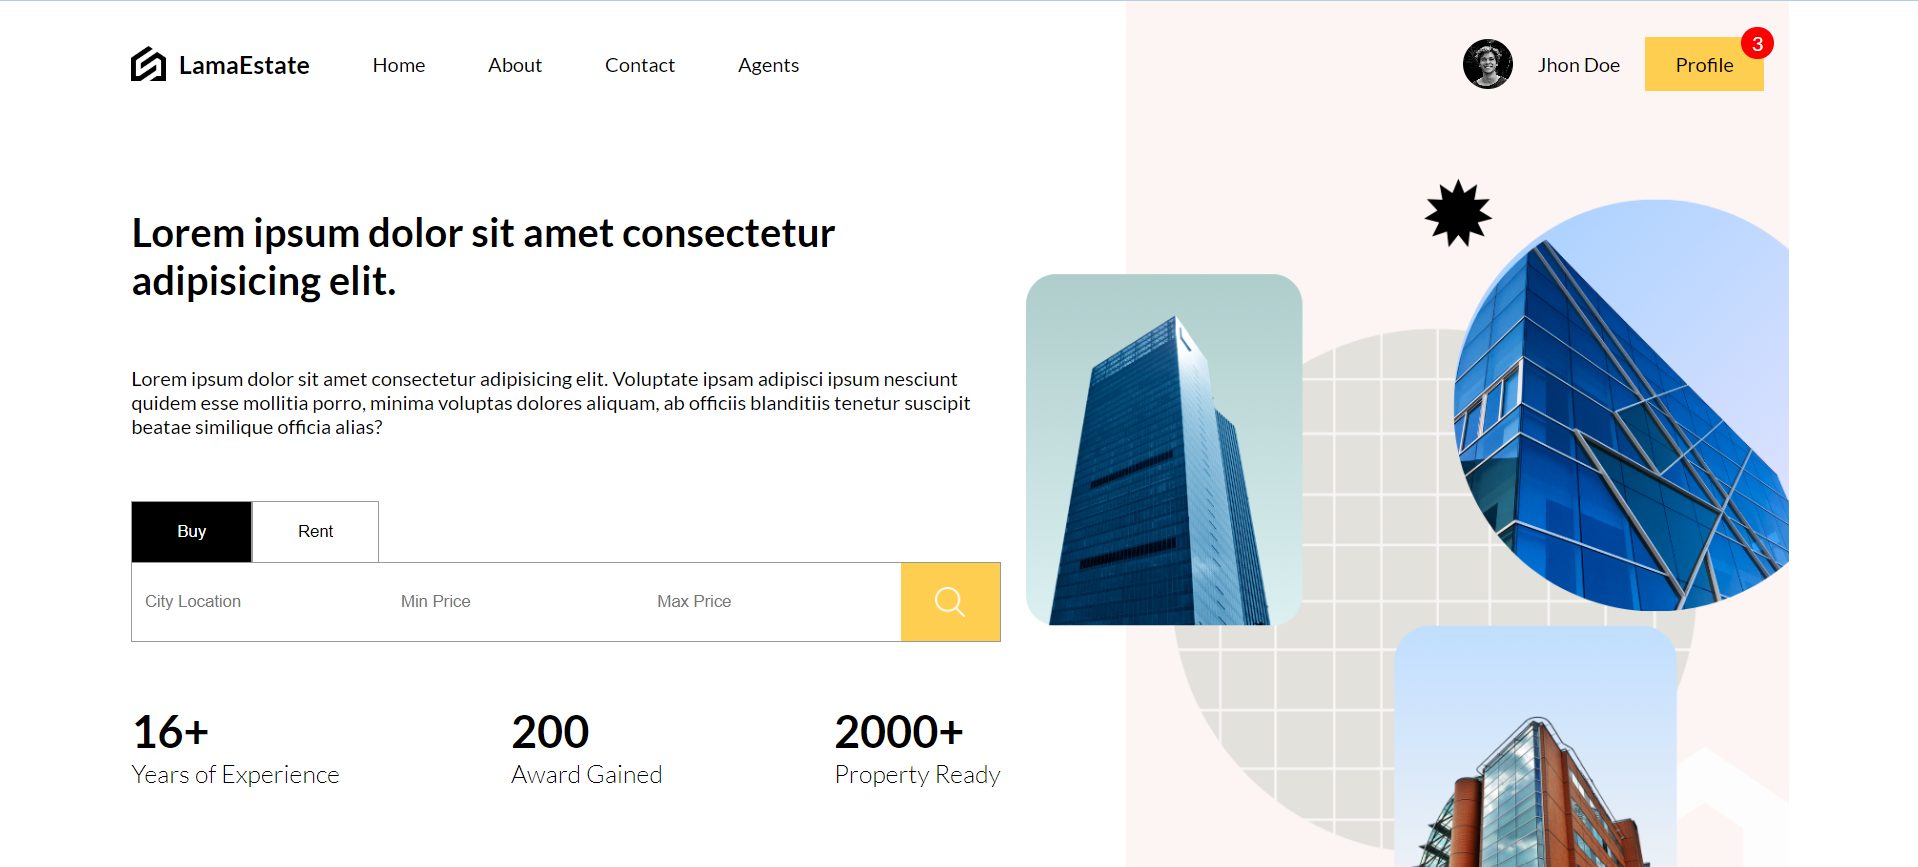 LamaEstate
Home
About
Contact
Agents
Jhon Doe
Profile
3
Lorem ipsum dolor sit amet consectetur
adipisicing elit.
Lorem ipsum dolor sit amet consectetur adipisicing elit. Voluptate ipsam adipisci ipsum nesciunt
quidem esse mollitia porro, minima voluptas dolores aliquam, ab officiis blanditiis tenetur suscipit
beatae similique officia alias?
Buy
Rent
City Location
Min Price
Max Price
16+
Years of Experience
200
Award Gained
2000+
Property Ready